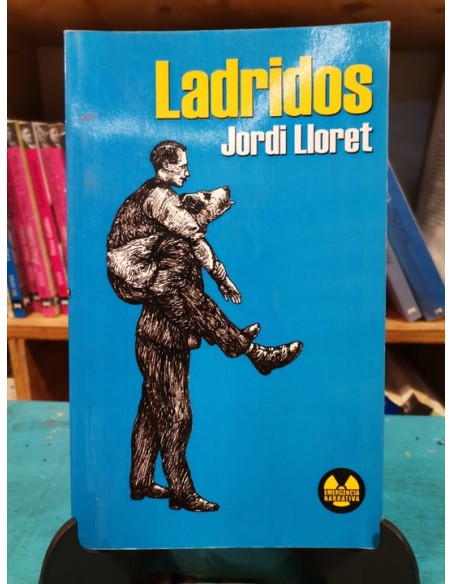 Ladridos
Jordi Lloret
EMERGENCIA
NARRATIVA